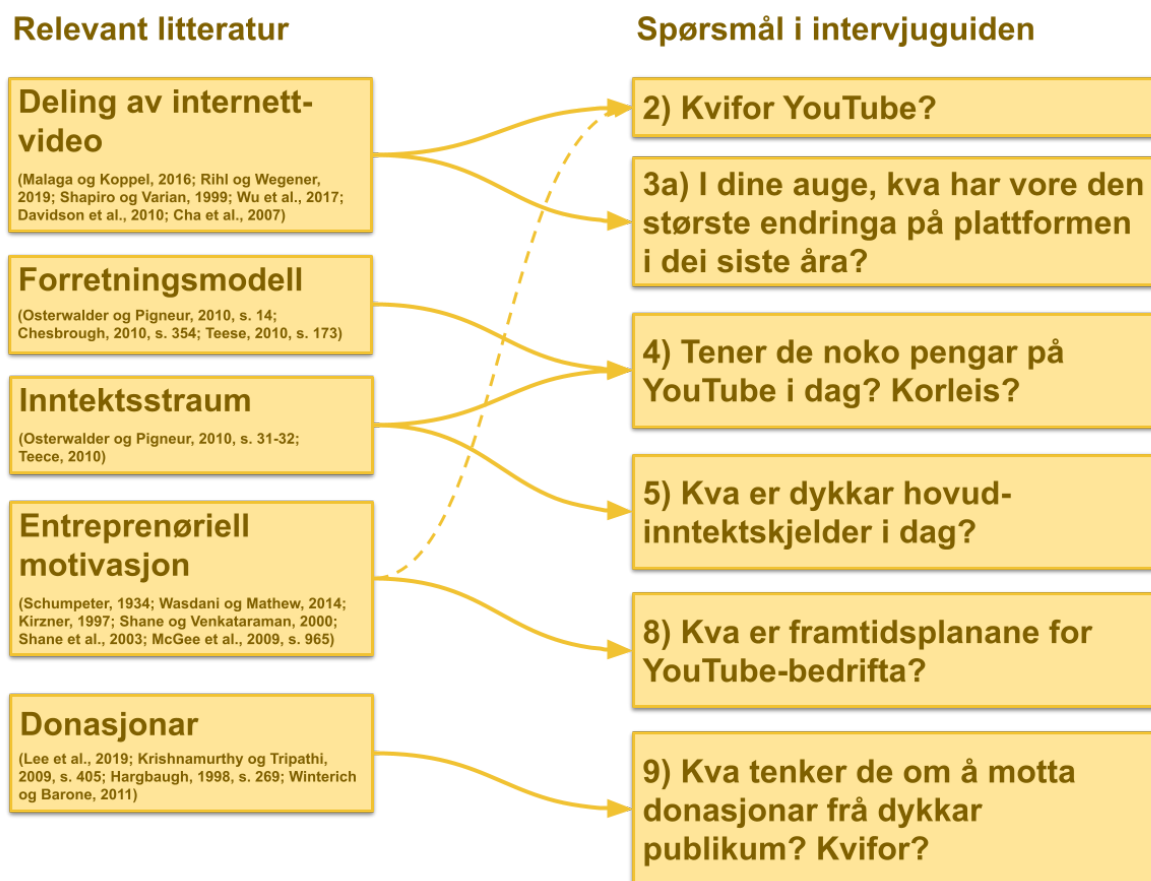 Relevant litteratur
Deling av internett-
video
(Malaga og Koppel, 2016; Rihl og Wegener,
2019; Shapiro og Varian, 1999; Wu et al., 2017;
Davidson et al., 2010; Cha et al., 2007)
Forretningsmodell
(Osterwalder og Pigneur, 2010, s. 14;
Chesbrough, 2010, s. 354; Teese, 2010, s. 173)
Inntektsstraum
(Osterwalder og Pigneur, 2010, s. 31-32;
Teece, 2010)
Entreprenøriell
motivasjon
(Schumpeter, 1934; Wasdani og Mathew, 2014;
Kirzner, 1997; Shane og Venkataraman, 2000;
Shane et al., 2003; McGee et al., 2009, s. 965)
Donasjonar
(Lee et al., 2019; Krishnamurthy og Tripathi,
2009, s. 405; Hargbaugh, 1998, s. 269; Winterich
og Barone, 2011)
Spørsmål i intervjuguiden
2) Kvifor YouTube?
3a) I dine auge, kva har vore den
største endringa på plattformen
i dei siste åra?
4) Tener de noko pengar på
YouTube i dag? Korleis?
5) Kva er dykkar hovud-
inntektskjelder i dag?
8) Kva er framtidsplanane for
YouTube-bedrifta?
9) Kva tenker de om å motta
donasjonar frå dykkar
publikum? Kvifor?